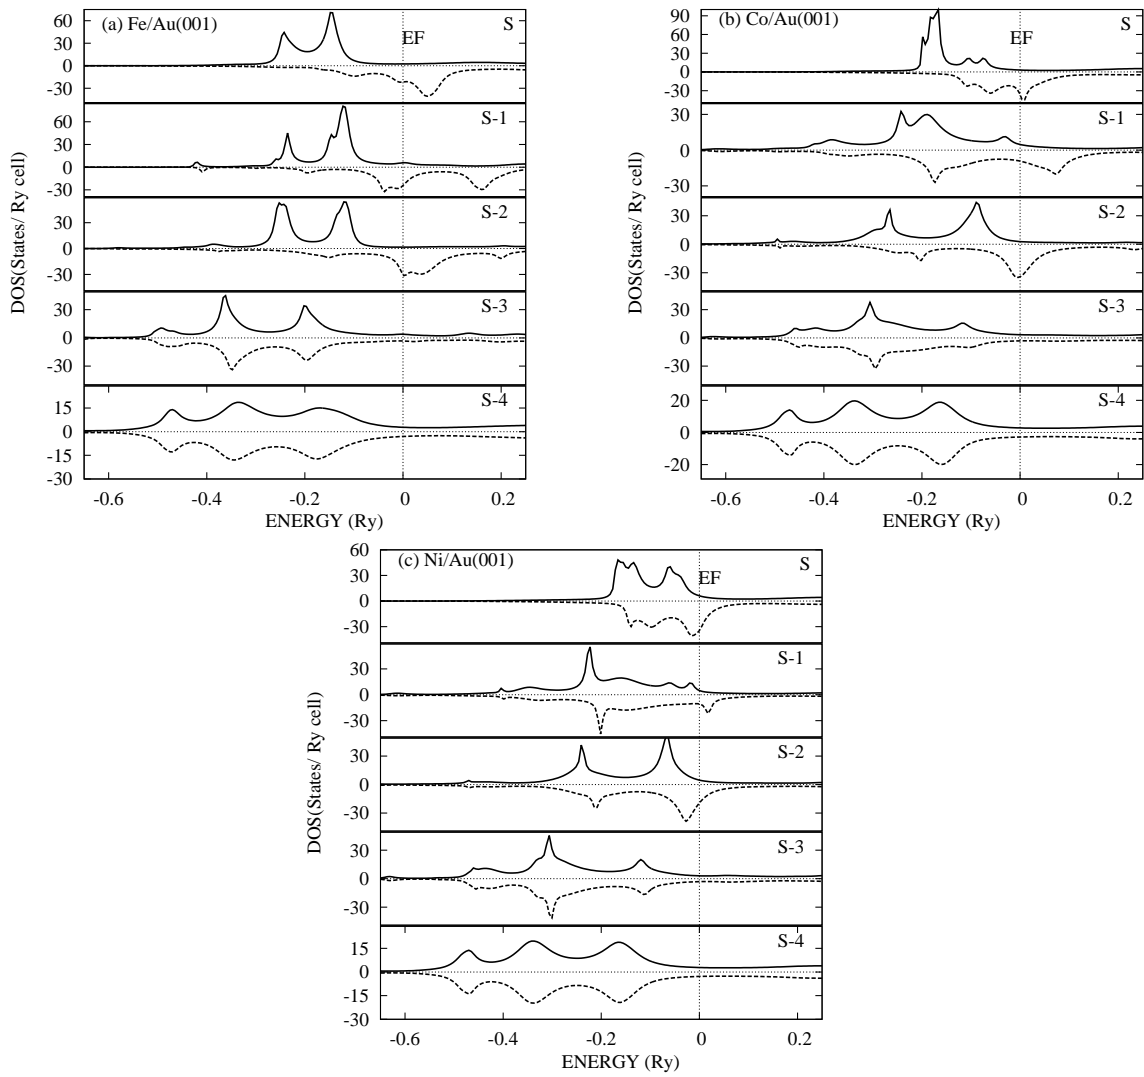 (a) Fe/Au(001)
S
EF
60
30
0
-30
S-1
60
30
0
-30
S-2
30
0
-30
S-3
30
0
-30
S-4
15
0
-15
-30
-0.6
-0.4
-0.2
0
0.2
ENERGY (Ry)
DOS(States/ Ry cell)
(b) Co/Au(001)
S
EF
90
60
30
0
-30
S-1
30
0
-30
S-2
30
0
-30
S-3
30
0
-30
S-4
20
0
-20
-0.6
-0.4
-0.2
0
0.2
ENERGY (Ry)
DOS(States/ Ry cell)
(c) Ni/Au(001)
S
EF
60
30
0
-30
S-1
30
0
-30
S-2
30
0
-30
S-3
30
0
-30
S-4
15
0
-15
-30
-0.6
-0.4
-0.2
0
0.2
ENERGY (Ry)
DOS(States/ Ry cell)